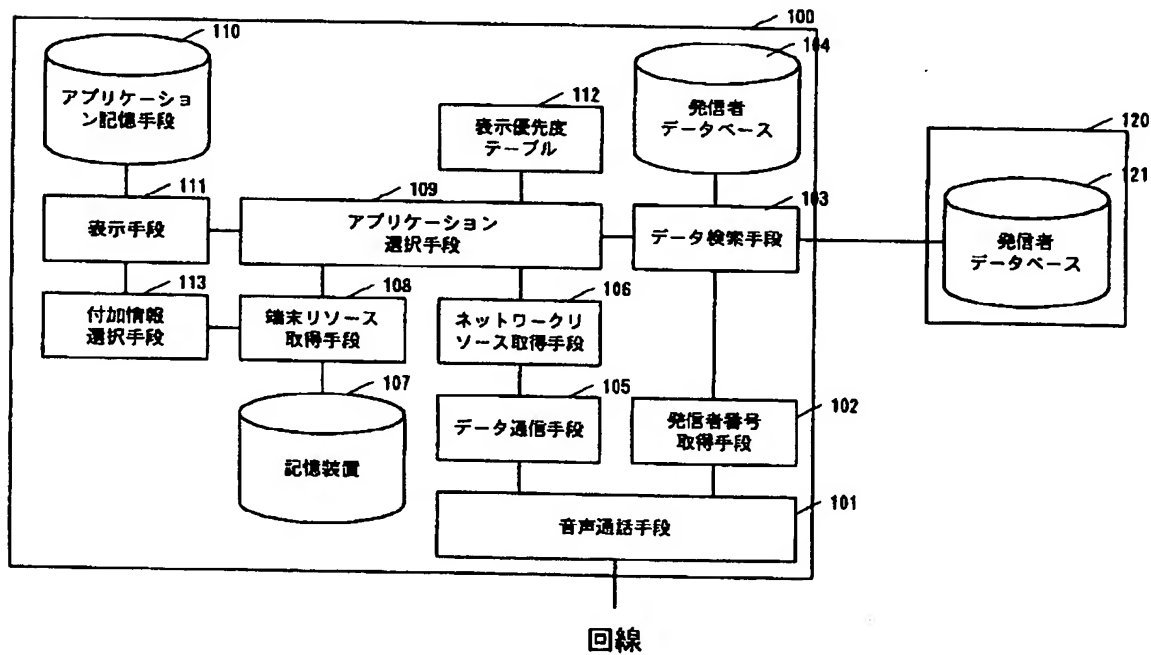 100
110
104
アプリケーショ
ン記憶手段
112
発信者
データベース
表示優先度
テーブル
120
121
111
109
103
表示手段
アプリケーション
選択手段
データ検索手段
発信者
データベース
113
108
106
付加情報
選択手段
端末リソース
取得手段
ネットワークリ
ソース取得手段
107
105
102
データ通信手段
発信者番号
取得手段
記憶装置
101
音声通話手段
回線